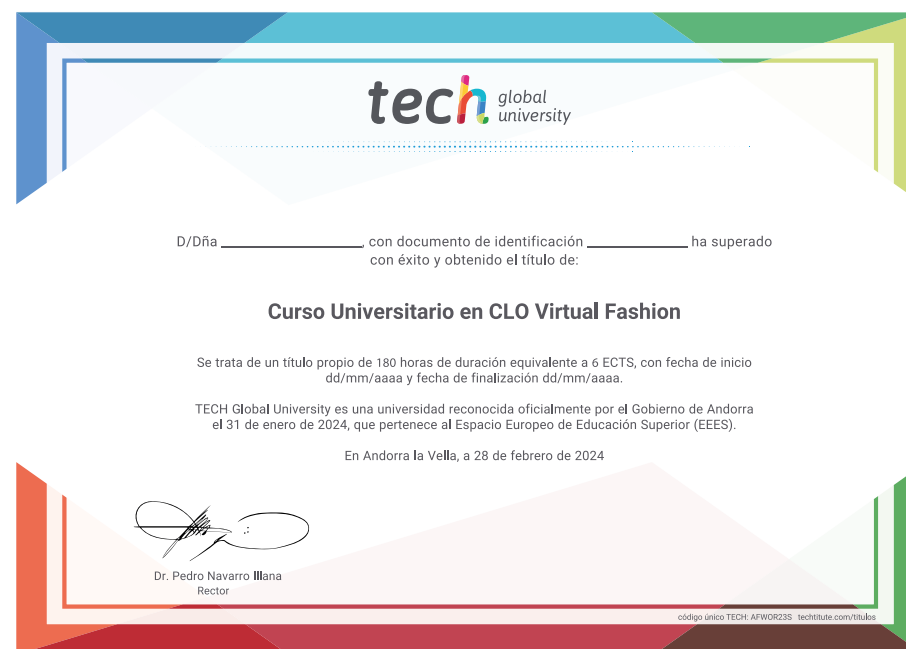 tech global
university
D/Dña ____________________, con documento de identificación ______________ ha superado
con éxito y obtenido el título de:
Curso Universitario en CLO Virtual Fashion
Se trata de un título propio de 180 horas de duración equivalente a 6 ECTS, con fecha de inicio
dd/mm/aaaa y fecha de finalización dd/mm/aaaa.
TECH Global University es una universidad reconocida oficialmente por el Gobierno de Andorra
el 31 de enero de 2024, que pertenece al Espacio Europeo de Educación Superior (EEES).
En Andorra la Vella, a 28 de febrero de 2024
Dr. Pedro Navarro Illana
Rector
código único TECH: AFWOR23S techtitute.com/titulos